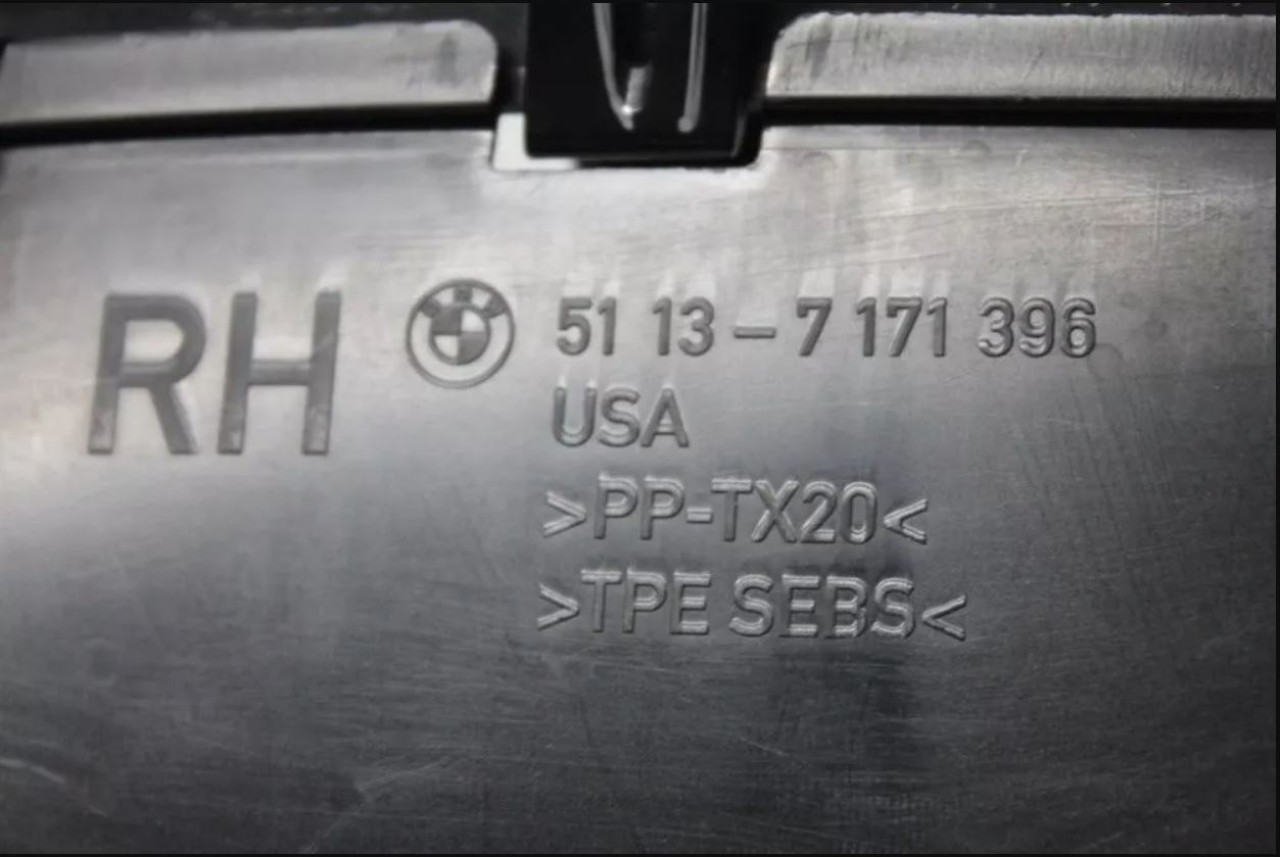 RH 51 13 – 7 171 396
USA
>PP-TX20<
>TPE SEBS<